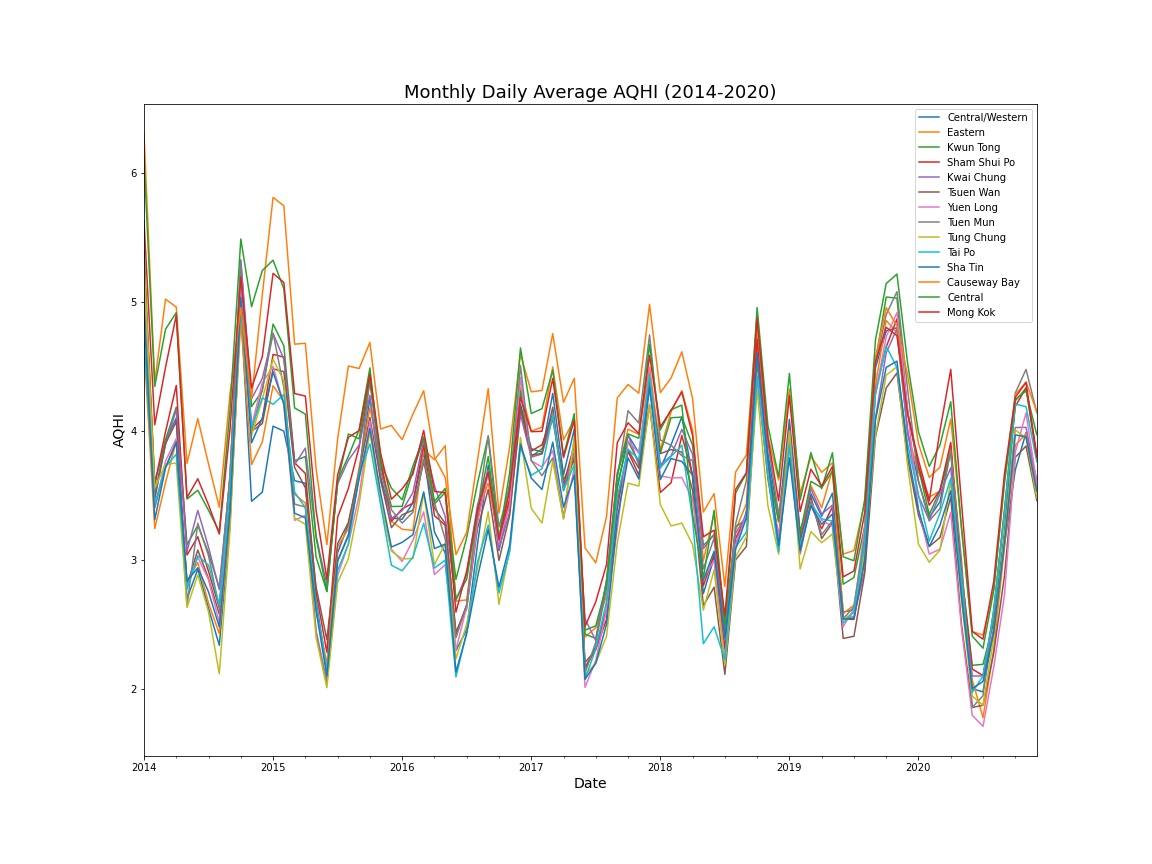 Monthly Daily Average AQHI (2014-2020)
Central/Western
Eastern
Kwun Tong
Sham Shui Po
Kwai Chung
Tsuen Wan
Yuen Long
Tuen Mun
Tung Chung
Tai Po
Sha Tin
Causeway Bay
Central
Mong Kok
AQHI
6
5
4
3
2
2014 2015 2016 2017 2018 2019 2020
Date